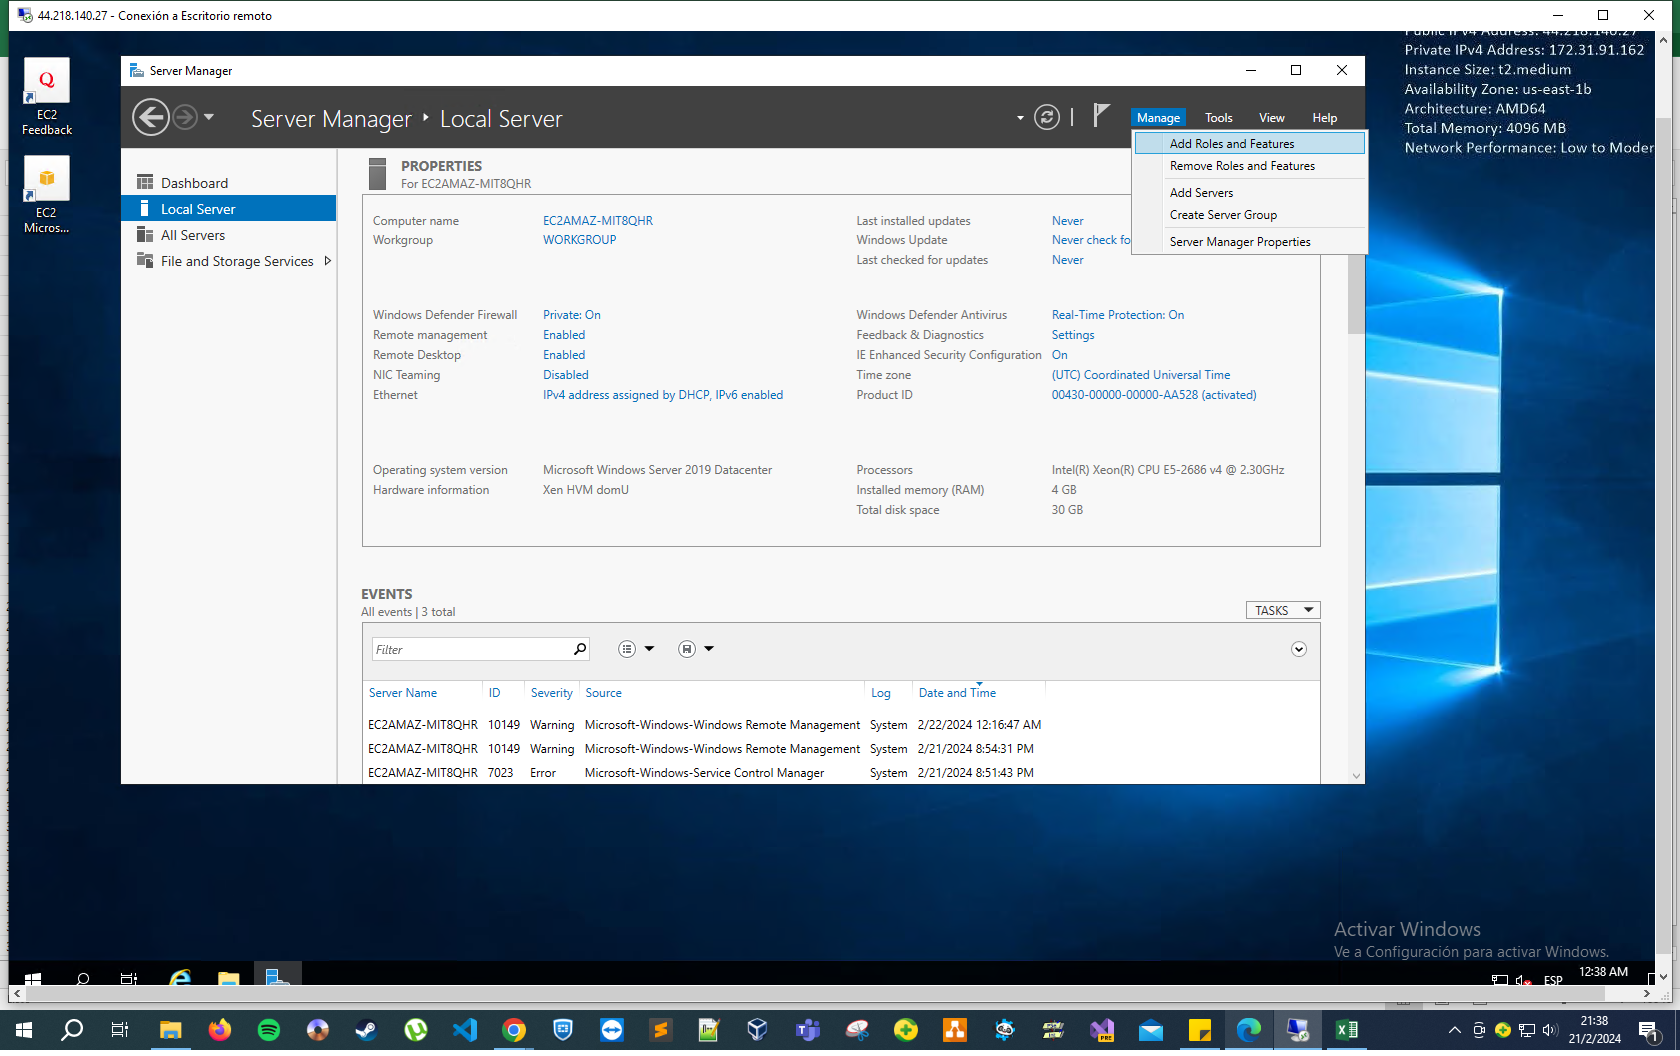 44.218.140.27 - Conexión a Escritorio remoto
Public IPv4 Address: 44.218.140.27
Private IPv4 Address: 172.31.91.162
Instance Size: t2.medium
Availability Zone: us-east-1b
Architecture: AMD64
Total Memory: 4096 MB
Network Performance: Low to Moder
EC2
Feedback
EC2
Micros...
Server Manager
Server Manager
Local Server
Manage
Tools
View
Help
Add Roles and Features
Remove Roles and Features
Add Servers
Create Server Group
Server Manager Properties
Dashboard
Local Server
All Servers
File and Storage Services
PROPERTIES
For EC2AMAZ-MIT8QHR
Computer name EC2AMAZ-MIT8QHR
Workgroup WORKGROUP
Last installed updates Never
Windows Update Never check fo
Last checked for updates Never
Windows Defender Firewall Private: On
Remote management Enabled
Remote Desktop Enabled
NIC Teaming Disabled
Ethernet IPv4 address assigned by DHCP, IPv6 enabled
Windows Defender Antivirus Real-Time Protection: On
Feedback & Diagnostics Settings
IE Enhanced Security Configuration On
Time zone (UTC) Coordinated Universal Time
Product ID 00430-00000-00000-AA528 (activated)
Operating system version Microsoft Windows Server 2019 Datacenter
Hardware information Xen HVM domU
Processors Intel(R) Xeon(R) CPU E5-2686 v4 @ 2.30GHz
Installed memory (RAM) 4 GB
Total disk space 30 GB
EVENTS
All events | 3 total
TASKS
Filter
Server Name ID Severity Source Log Date and Time
EC2AMAZ-MIT8QHR 10149 Warning Microsoft-Windows-Windows Remote Management System 2/22/2024 12:16:47 AM
EC2AMAZ-MIT8QHR 10149 Warning Microsoft-Windows-Windows Remote Management System 2/21/2024 8:54:31 PM
EC2AMAZ-MIT8QHR 7023 Error Microsoft-Windows-Service Control Manager System 2/21/2024 8:51:43 PM
Activar Windows
Ve a Configuración para activar Windows.
ESP
12:38 AM
21:38
21/2/2024
1